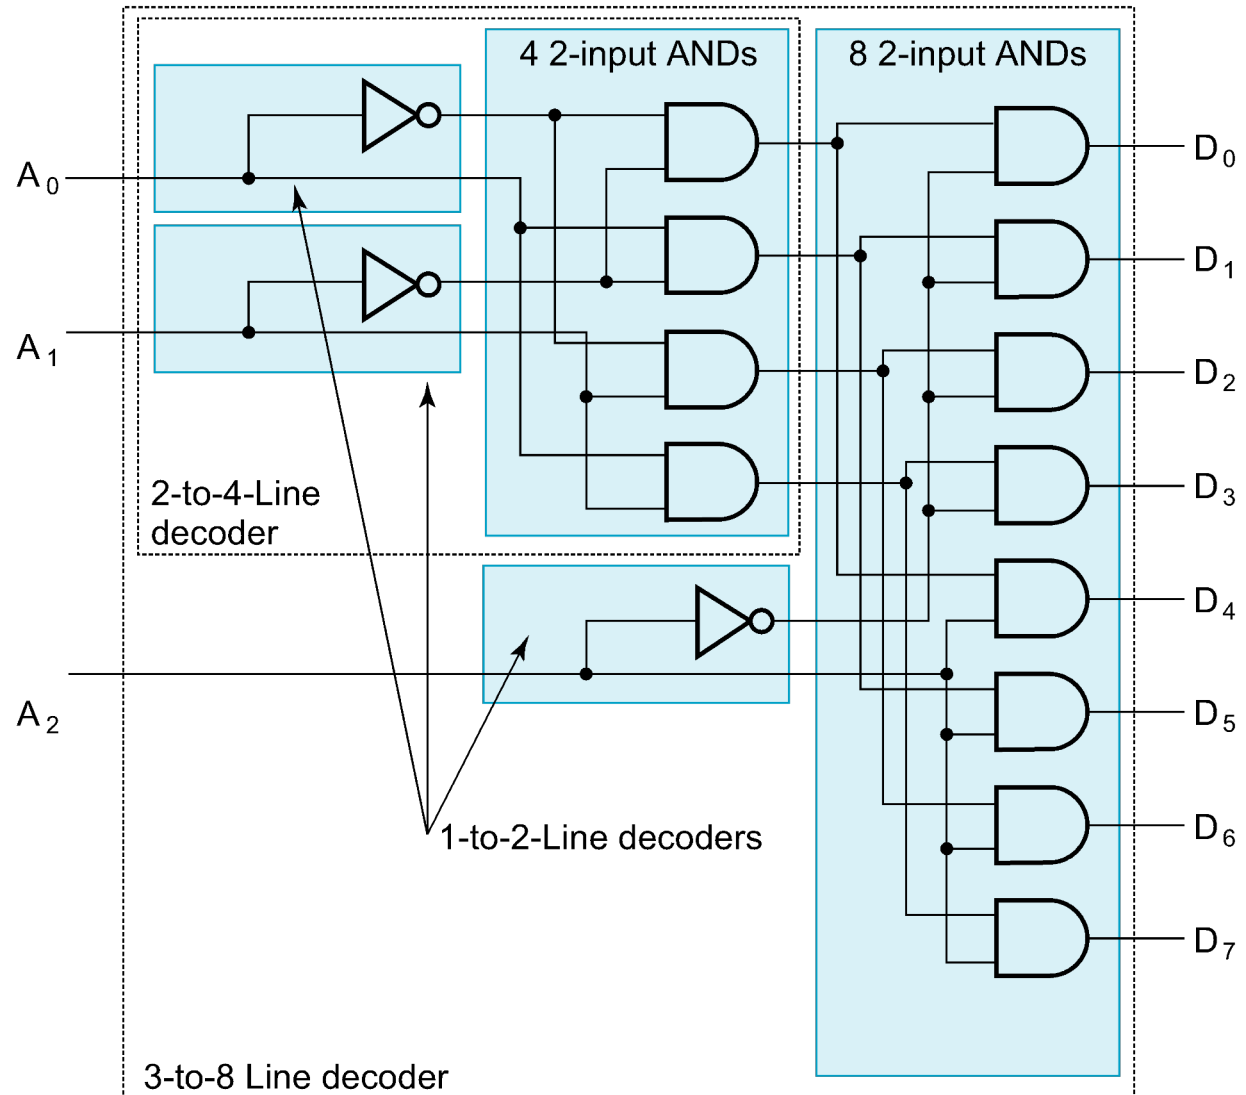 4 2-input ANDs
8 2-input ANDs
A0
A1
2-to-4-Line
decoder
A2
1-to-2-Line decoders
3-to-8 Line decoder
D0
D1
D2
D3
D4
D5
D6
D7